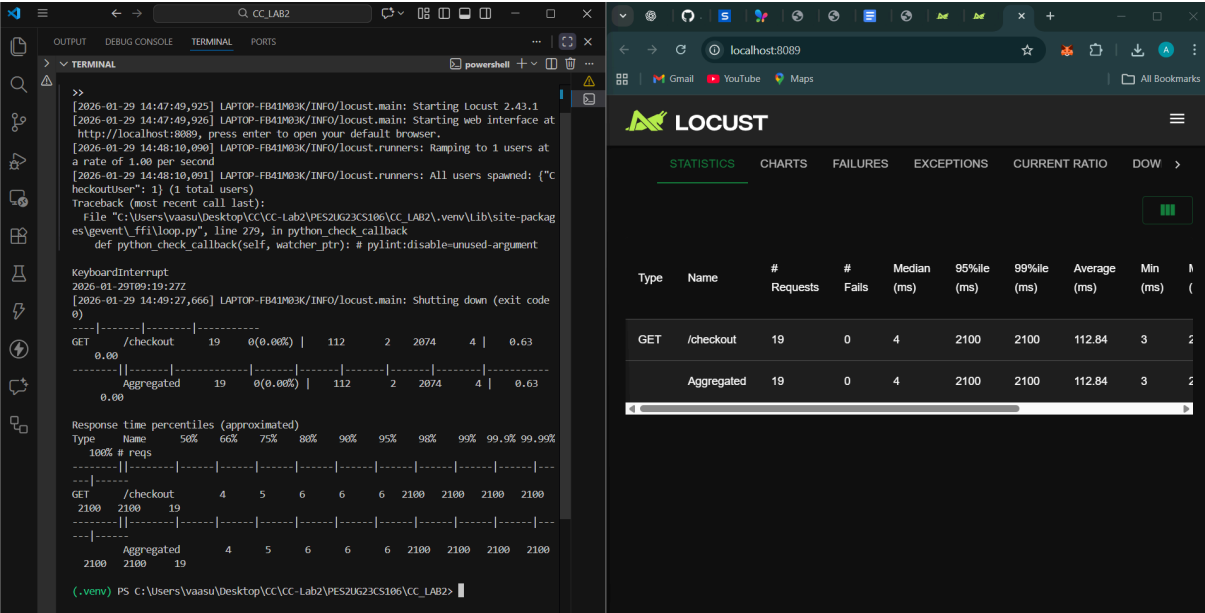 CC_LAB2
OUTPUT DEBUG CONSOLE TERMINAL PORTS
TERMINAL
powershell
>>
[2026-01-29 14:47:49,925] LAPTOP-FB41M03K/INFO/locust.main: Starting Locust 2.43.1
[2026-01-29 14:47:49,926] LAPTOP-FB41M03K/INFO/locust.main: Starting web interface at
http://localhost:8089, press enter to open your default browser.
[2026-01-29 14:48:10,090] LAPTOP-FB41M03K/INFO/locust.runners: Ramping to 1 users at
a rate of 1.00 per second
[2026-01-29 14:48:10,091] LAPTOP-FB41M03K/INFO/locust.runners: All users spawned: {"C
heckoutUser": 1} (1 total users)
Traceback (most recent call last):
File "C:\Users\vaasu\Desktop\CC\CC-Lab2\PES2UG23CS106\CC_LAB2\.venv\Lib\site-packag
es\gevent\_ffi\loop.py", line 279, in python_check_callback
def python_check_callback(self, watcher_ptr): # pylint:disable=unused-argument
KeyboardInterrupt
2026-01-29T09:19:27Z
[2026-01-29 14:49:27,666] LAPTOP-FB41M03K/INFO/locust.main: Shutting down (exit code
0)
----|-------|--------|-----------
GET /checkout 19 0(0.00%) | 112 2 2074 4 | 0.63
0.00
--------||-------|-------------|-------|-------|-------|-------|--------|-----------
Aggregated 19 0(0.00%) | 112 2 2074 4 | 0.63
0.00
Response time percentiles (approximated)
Type Name 50% 66% 75% 80% 90% 95% 98% 99% 99.9% 99.99%
100% # reqs
--------||--------|------|------|------|------|------|------|------|------|---
---|------
GET /checkout 4 5 6 6 6 2100 2100 2100 2100
2100 2100 19
--------||--------|------|------|------|------|------|------|------|------|---
---|------
Aggregated 4 5 6 6 6 2100 2100 2100 2100
2100 2100 19
(.venv) PS C:\Users\vaasu\Desktop\CC\CC-Lab2\PES2UG23CS106\CC_LAB2>
localhost:8089
Gmail YouTube Maps All Bookmarks
LOCUST
STATISTICS CHARTS FAILURES EXCEPTIONS CURRENT RATIO DOW
Type Name # Requests # Fails Median (ms) 95%ile (ms) 99%ile (ms) Average (ms) Min (ms)
GET /checkout 19 0 4 2100 2100 112.84 3
Aggregated 19 0 4 2100 2100 112.84 3